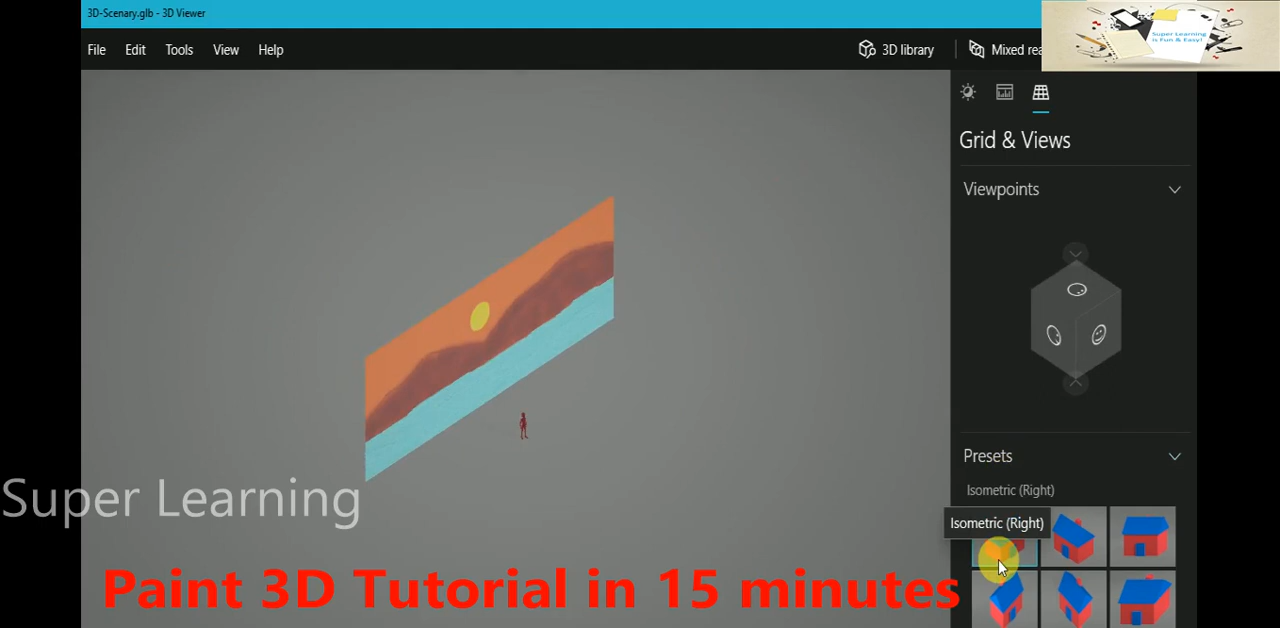 3D-Scenary.glb - 3D Viewer
File Edit Tools View Help
3D library
Mixed rea
Super Learning
is Fun & Easy!
Grid & Views
Viewpoints
Presets
Isometric (Right)
Isometric (Right)
Super Learning
Paint 3D Tutorial in 15 minutes